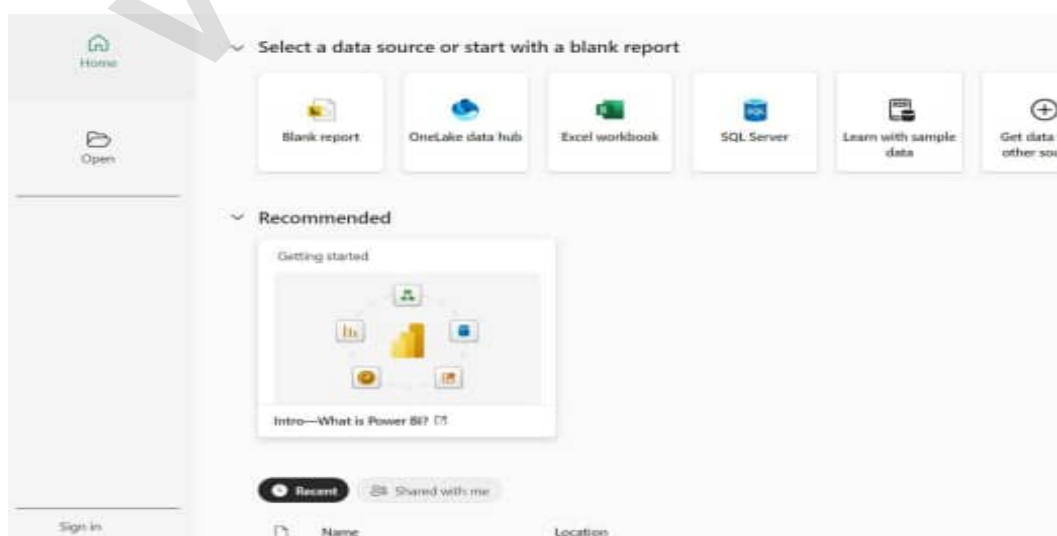 Home
Open
Sign in
Select a data source or start with a blank report
Blank report
OneLake data hub
Excel workbook
SQL Server
Learn with sample
data
Get data
other sou
Recommended
Getting started
Intro—What is Power BI?
Recent
Shared with me
Name
Location